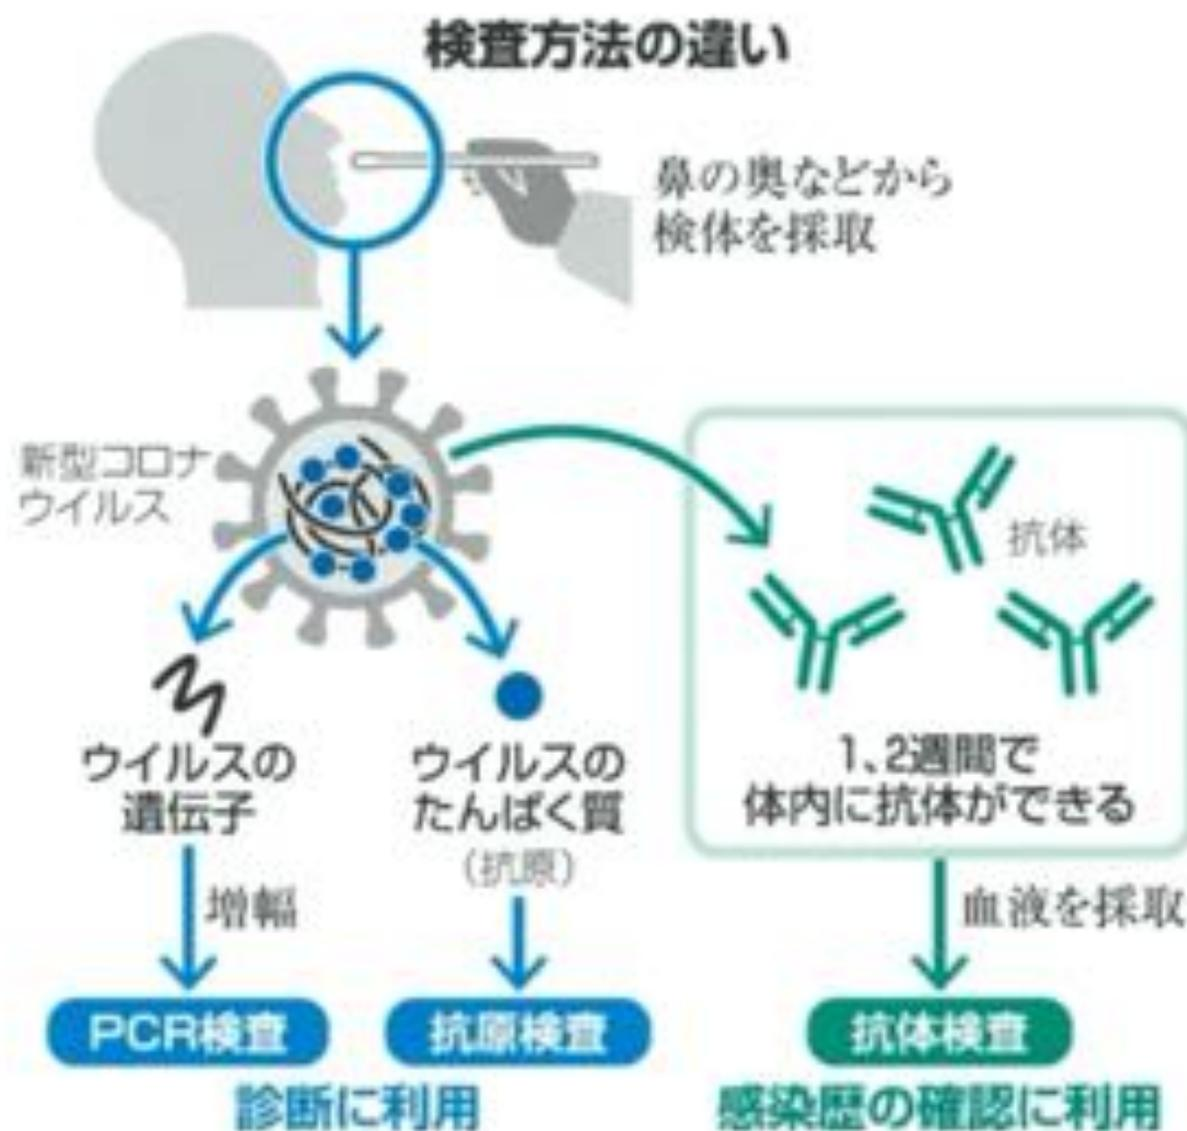 検査方法の違い
鼻の奥などから
検体を採取
新型コロナ
ウイルス
抗体
ウイルスの
遺伝子
ウイルスの
たんぱく質
（抗原）
1、2週間で
体内に抗体ができる
増幅
血液を採取
PCR検査
抗原検査
抗体検査
診断に利用
感染歴の確認に利用